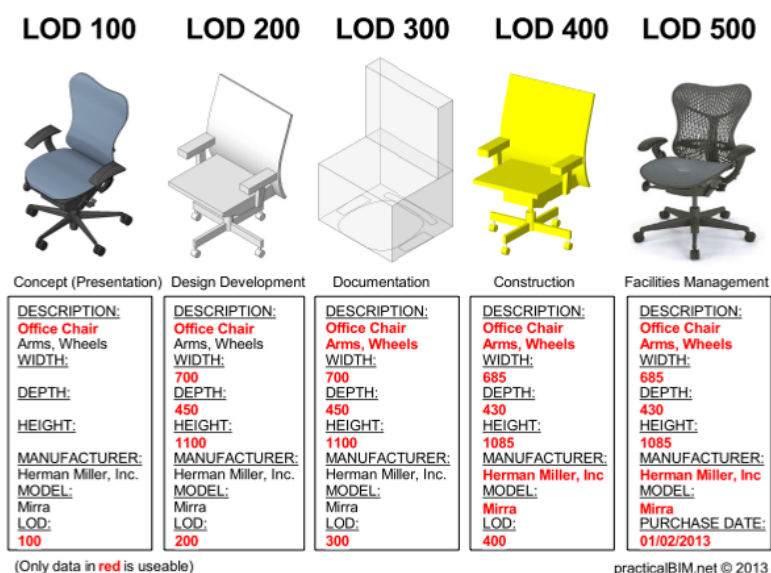 LOD 100 LOD 200 LOD 300 LOD 400 LOD 500
Concept (Presentation) Design Development Documentation Construction Facilities Management
DESCRIPTION:
Office Chair
Arms, Wheels
WIDTH:
DEPTH:
HEIGHT:
MANUFACTURER:
Herman Miller, Inc.
MODEL:
Mirra
LOD:
100
DESCRIPTION:
Office Chair
Arms, Wheels
WIDTH:
700
DEPTH:
450
HEIGHT:
1100
MANUFACTURER:
Herman Miller, Inc.
MODEL:
Mirra
LOD:
200
DESCRIPTION:
Office Chair
Arms, Wheels
WIDTH:
700
DEPTH:
450
HEIGHT:
1100
MANUFACTURER:
Herman Miller, Inc.
MODEL:
Mirra
LOD:
300
DESCRIPTION:
Office Chair
Arms, Wheels
WIDTH:
685
DEPTH:
430
HEIGHT:
1085
MANUFACTURER:
Herman Miller, Inc
MODEL:
Mirra
LOD:
400
DESCRIPTION:
Office Chair
Arms, Wheels
WIDTH:
685
DEPTH:
430
HEIGHT:
1085
MANUFACTURER:
Herman Miller, Inc
MODEL:
Mirra
PURCHASE DATE:
01/02/2013
(Only data in red is useable) practicalBIM.net © 2013